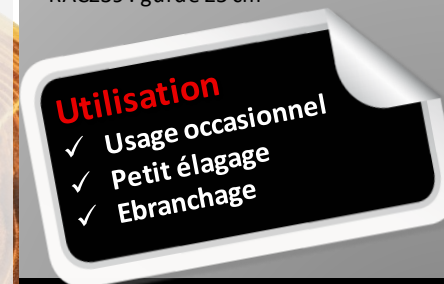 Utilisation
✓ Usage occasionnel
✓ Petit élagage
✓ Ebranchage